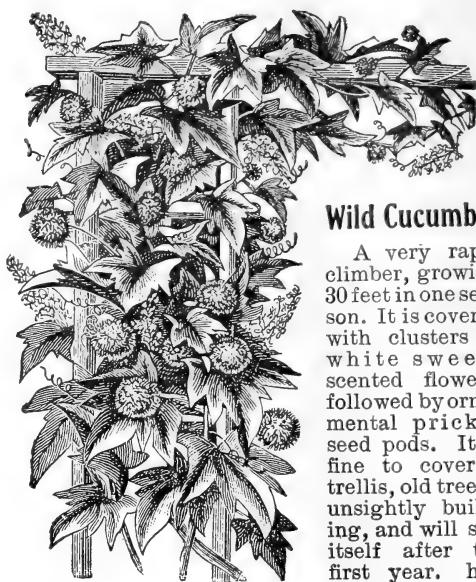 Wild Cucumb
A very rap
climber, growi
30 feet in one se
son. It is cover
with clusters
white swee
scented flowe
followed by orn
mental prick
seed pods. It
fine to cover
trellis, old tree
unsightly buil
ing, and will s
itself after t
first year. h